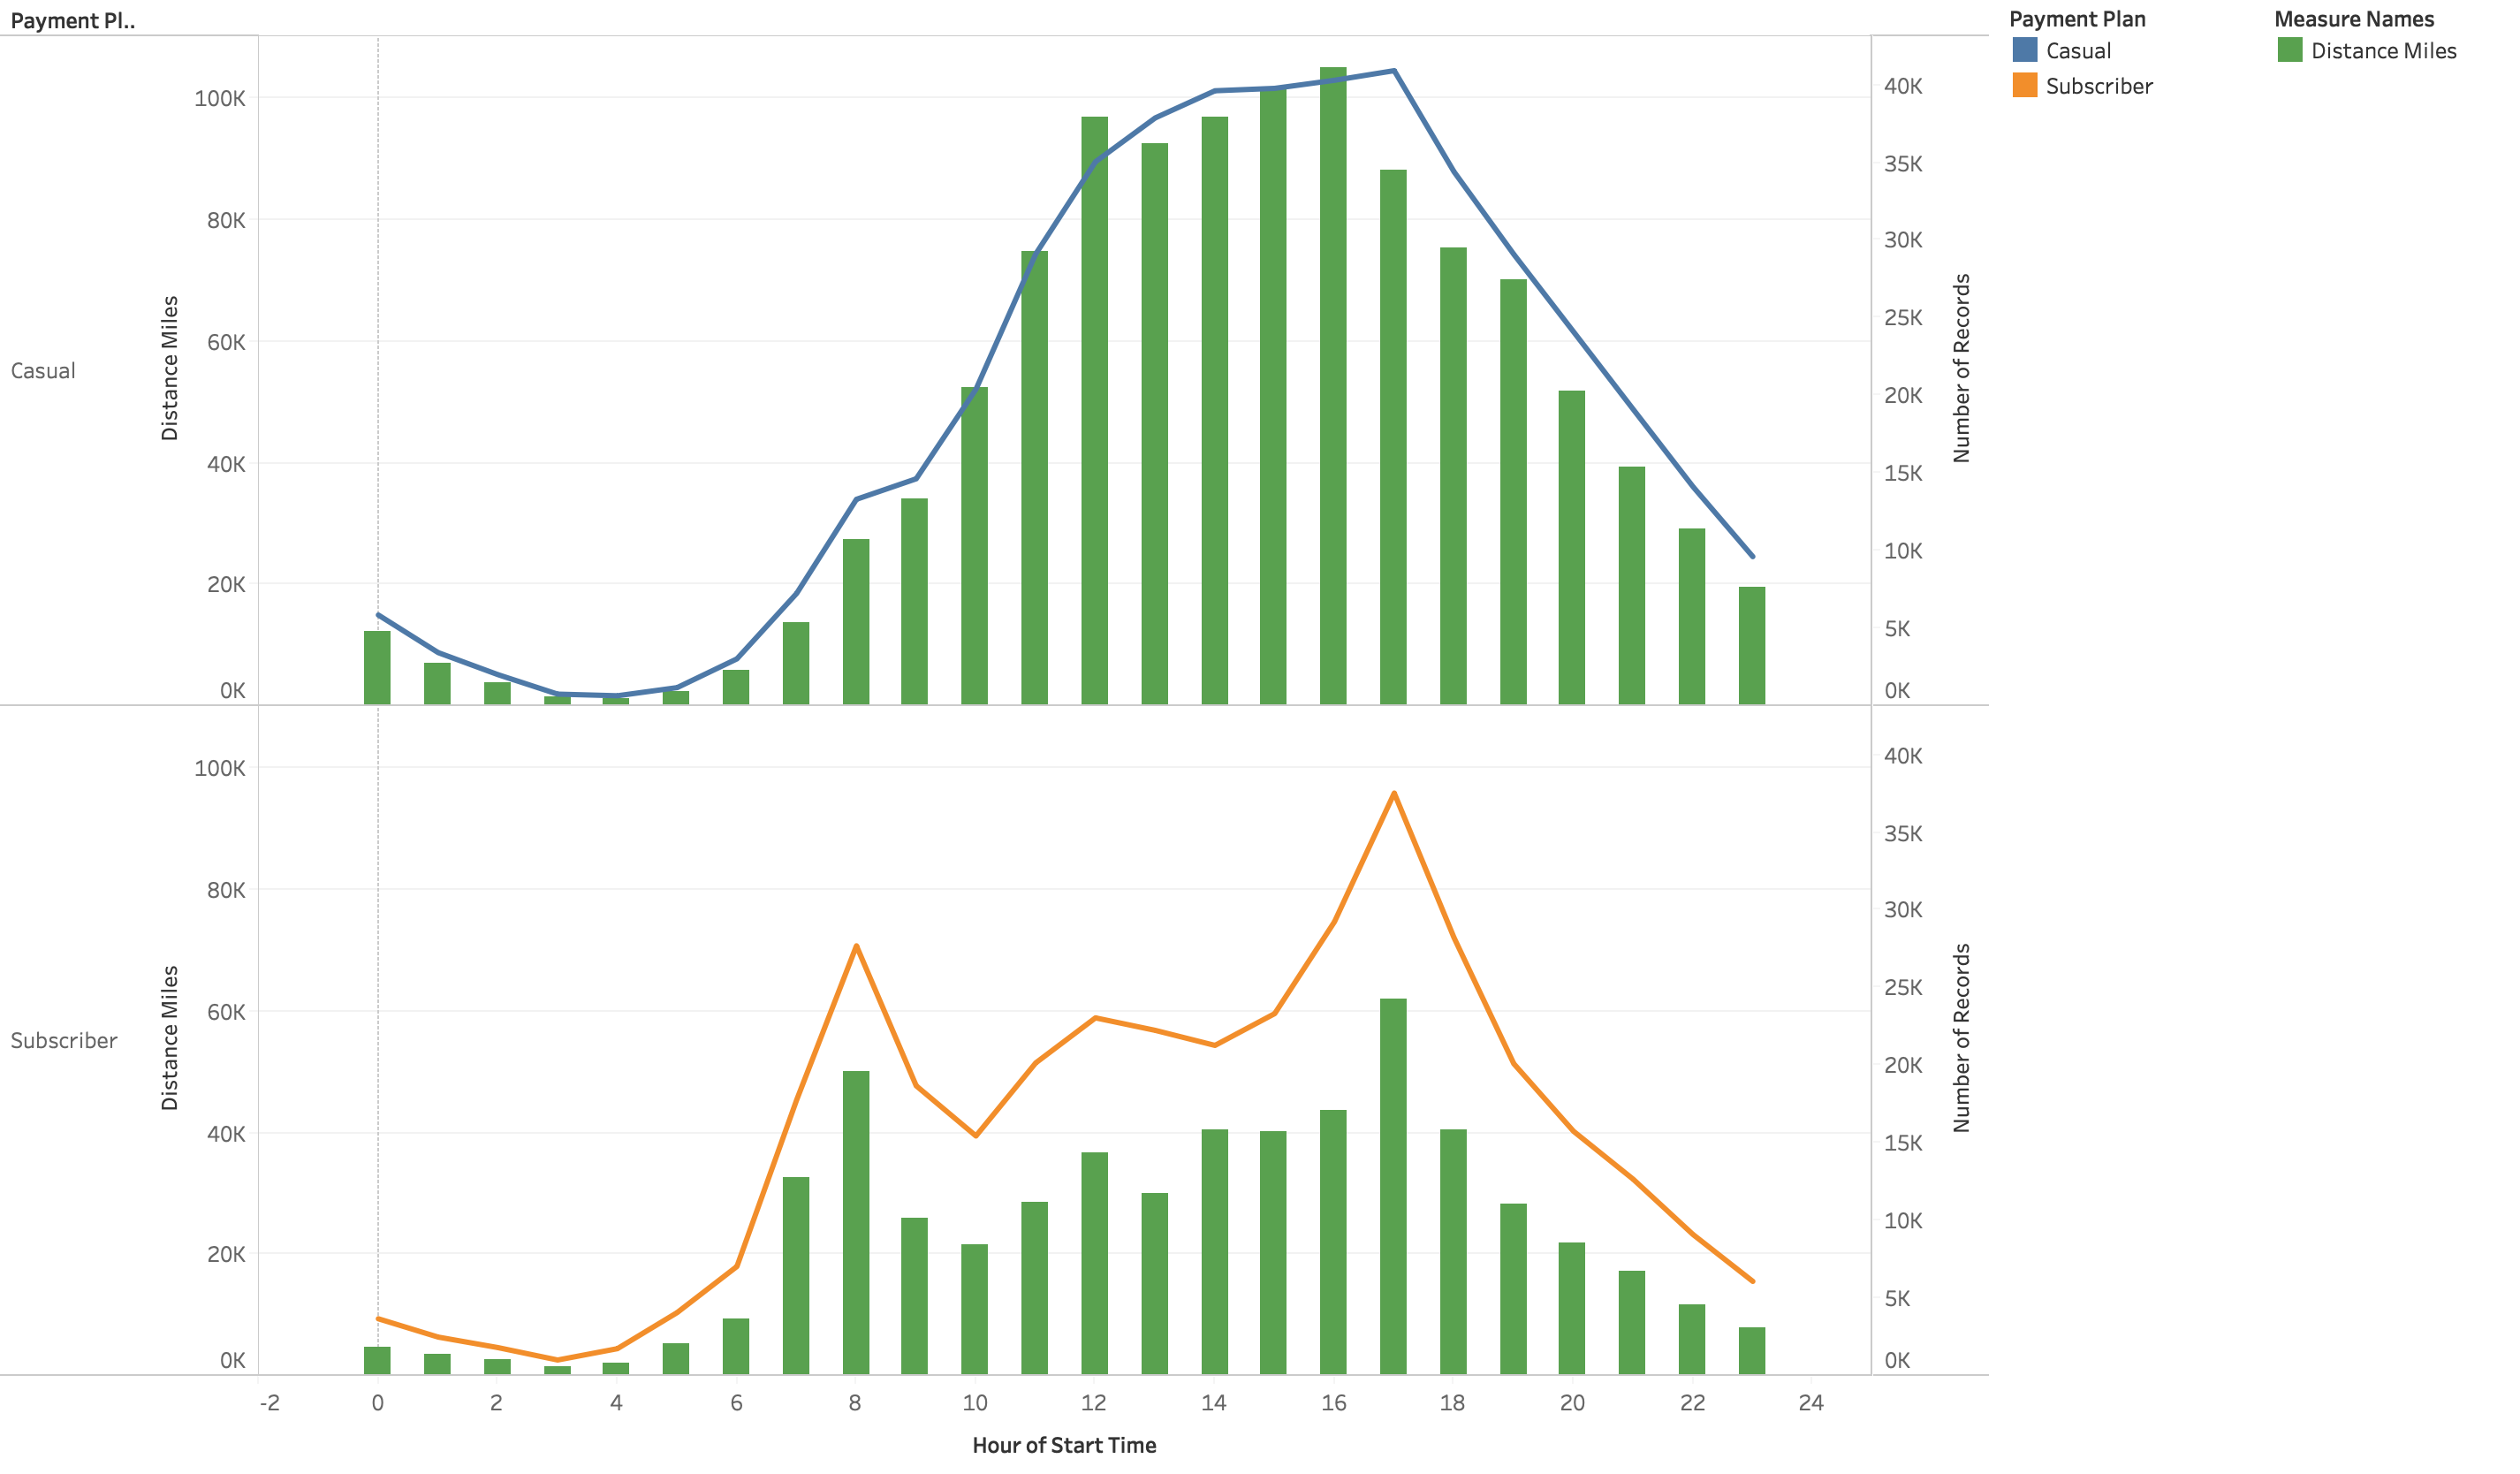 Payment Pl..
Payment Plan
Casual
Subscriber
Measure Names
Distance Miles
Casual
Distance Miles
100K
80K
60K
40K
20K
0K
40K
35K
30K
25K
20K
15K
10K
5K
0K
Number of Records
Subscriber
Distance Miles
100K
80K
60K
40K
20K
0K
40K
35K
30K
25K
20K
15K
10K
5K
0K
Number of Records
-2 0 2 4 6 8 10 12 14 16 18 20 22 24
Hour of Start Time